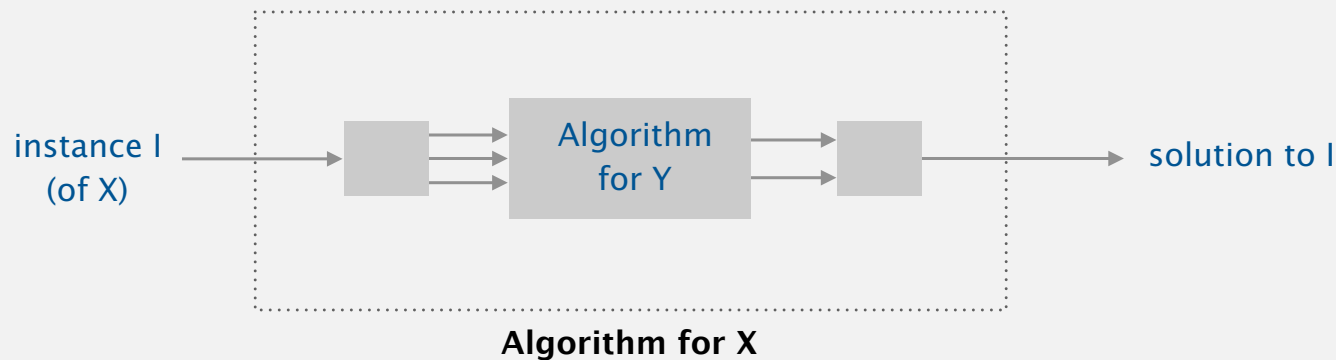 instance I
(of X)
Algorithm
for Y
solution to I
Algorithm for X